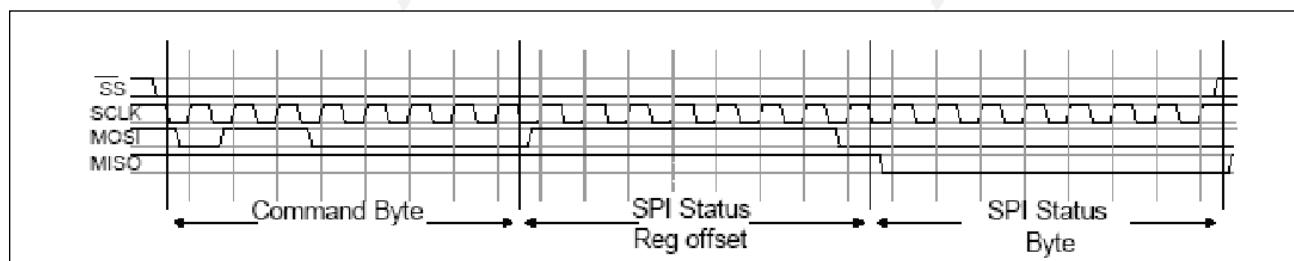 SS
SCLK
MOSI
MISO
Command Byte
SPI Status
Reg offset
SPI Status
Byte